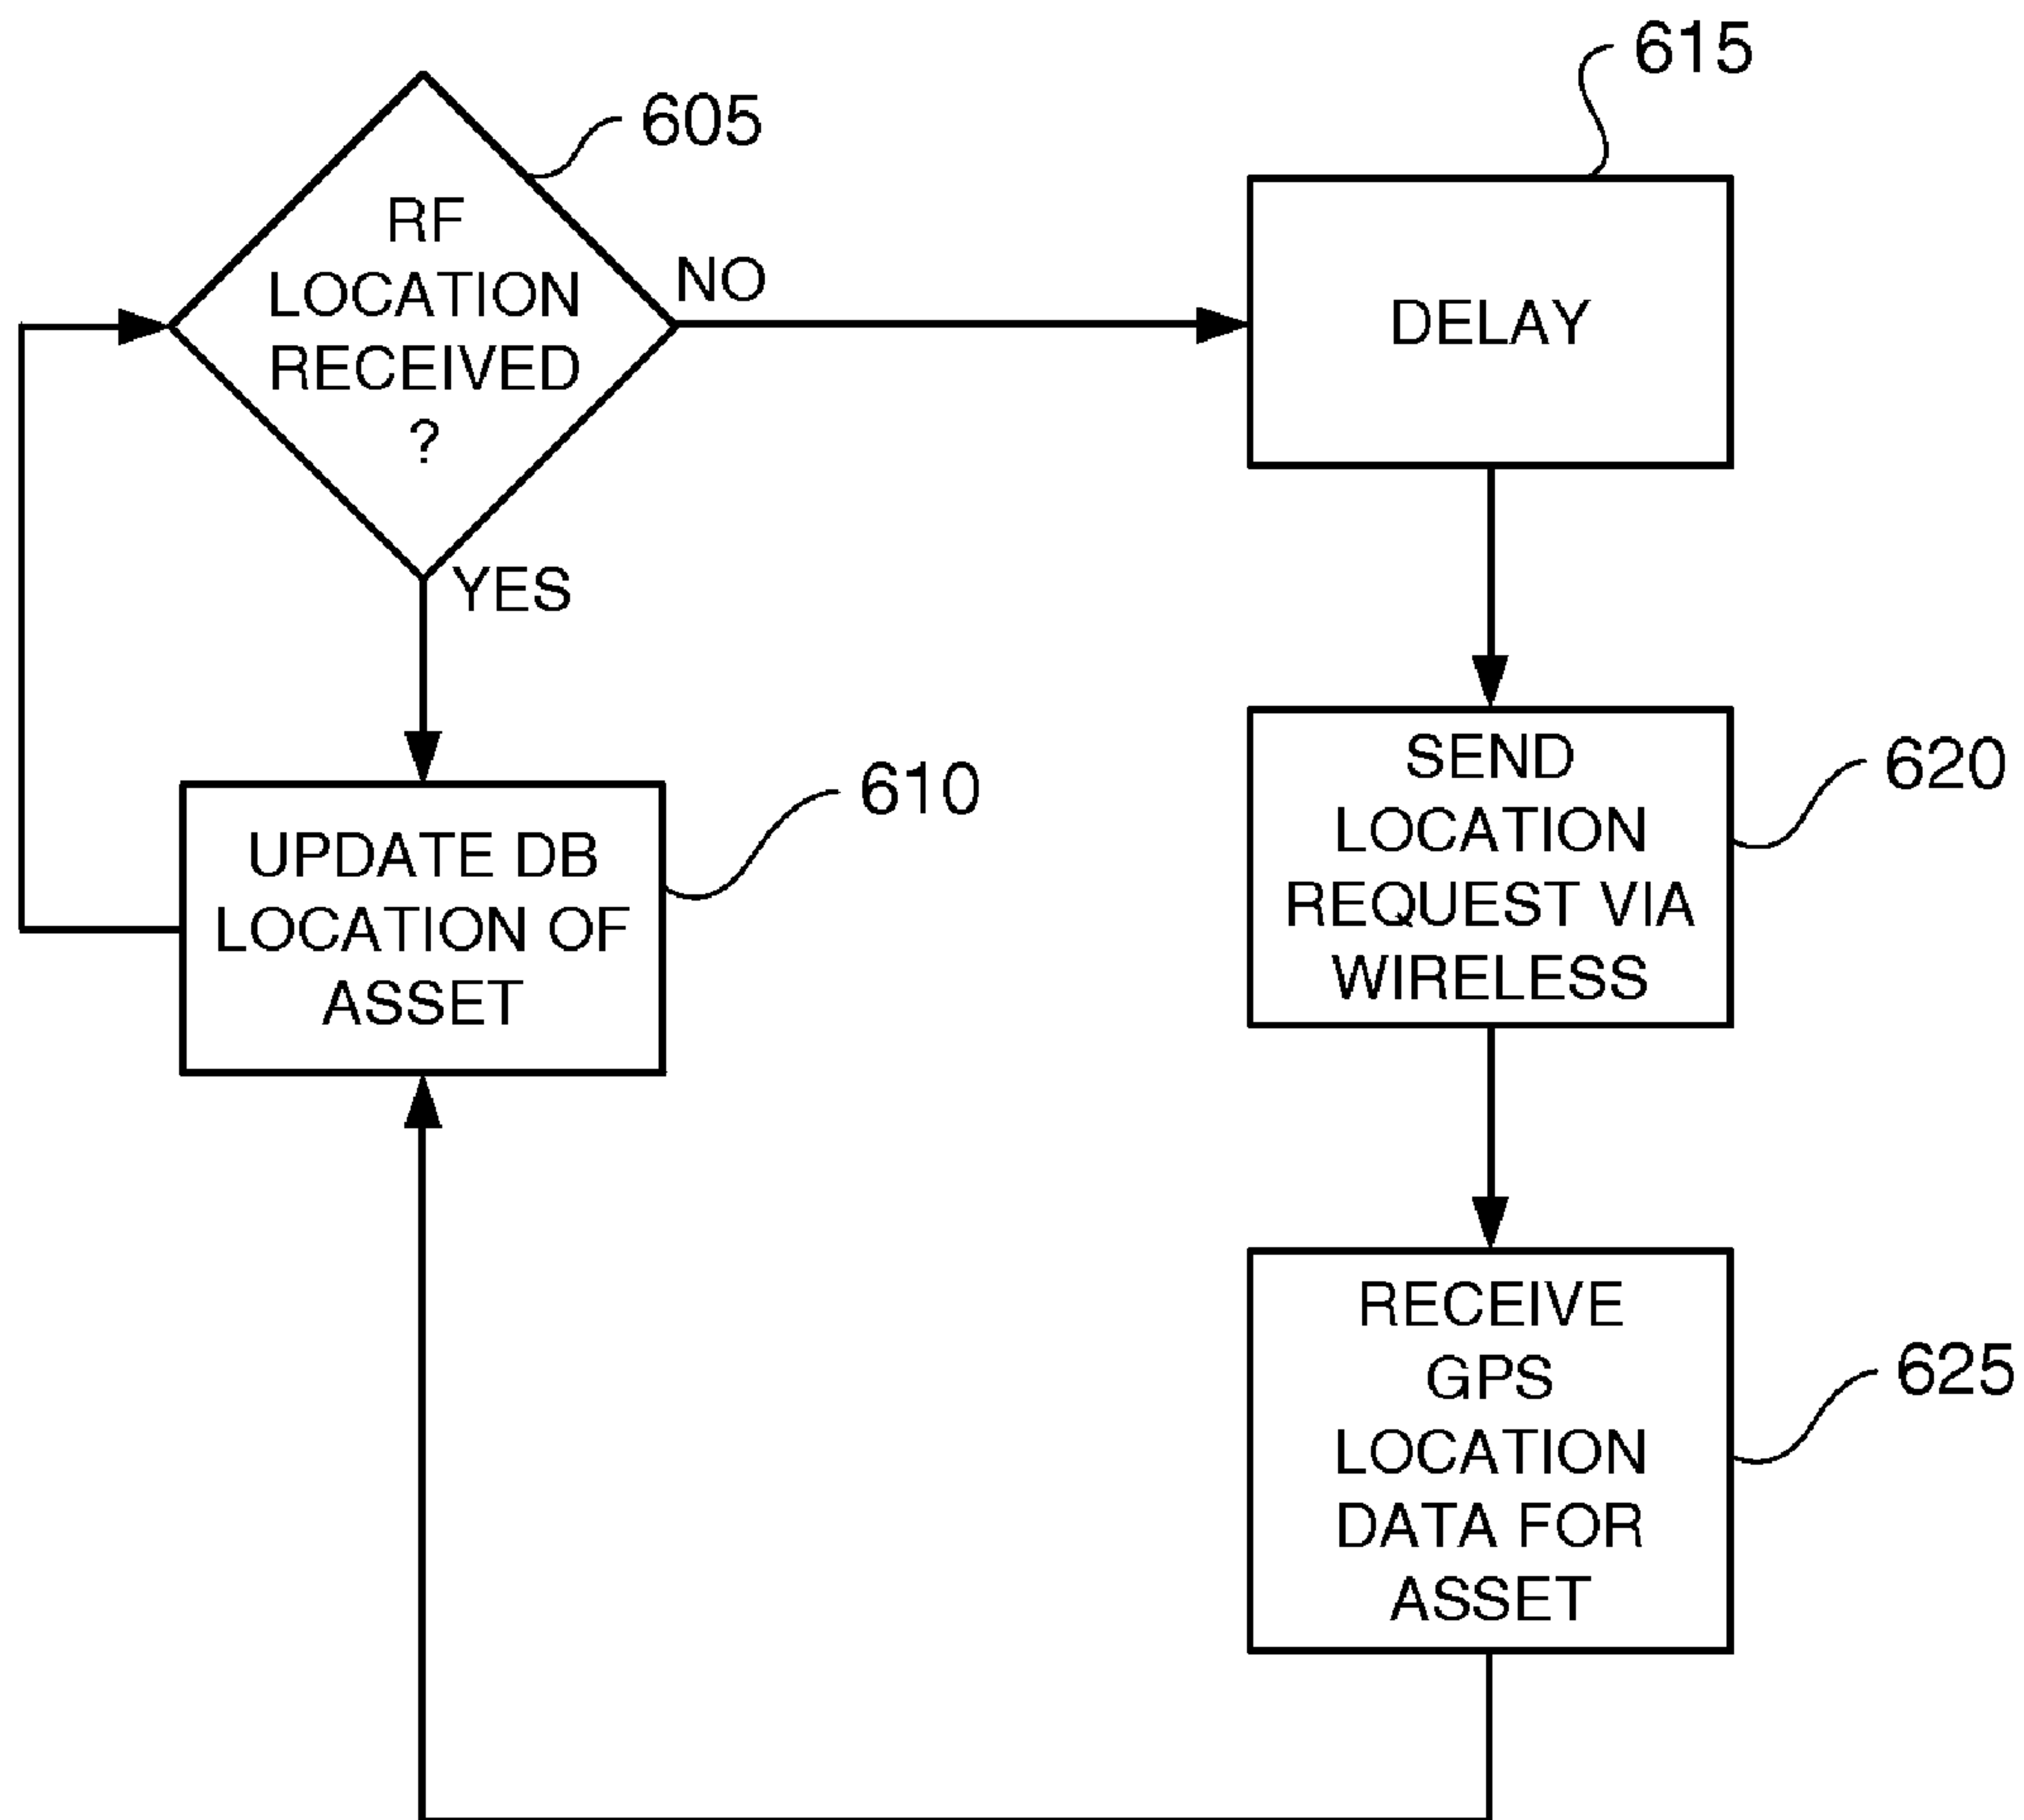 605
RF
LOCATION
RECEIVED
?
NO
YES
615
DELAY
610
UPDATE DB
LOCATION OF
ASSET
620
SEND
LOCATION
REQUEST VIA
WIRELESS
625
RECEIVE
GPS
LOCATION
DATA FOR
ASSET